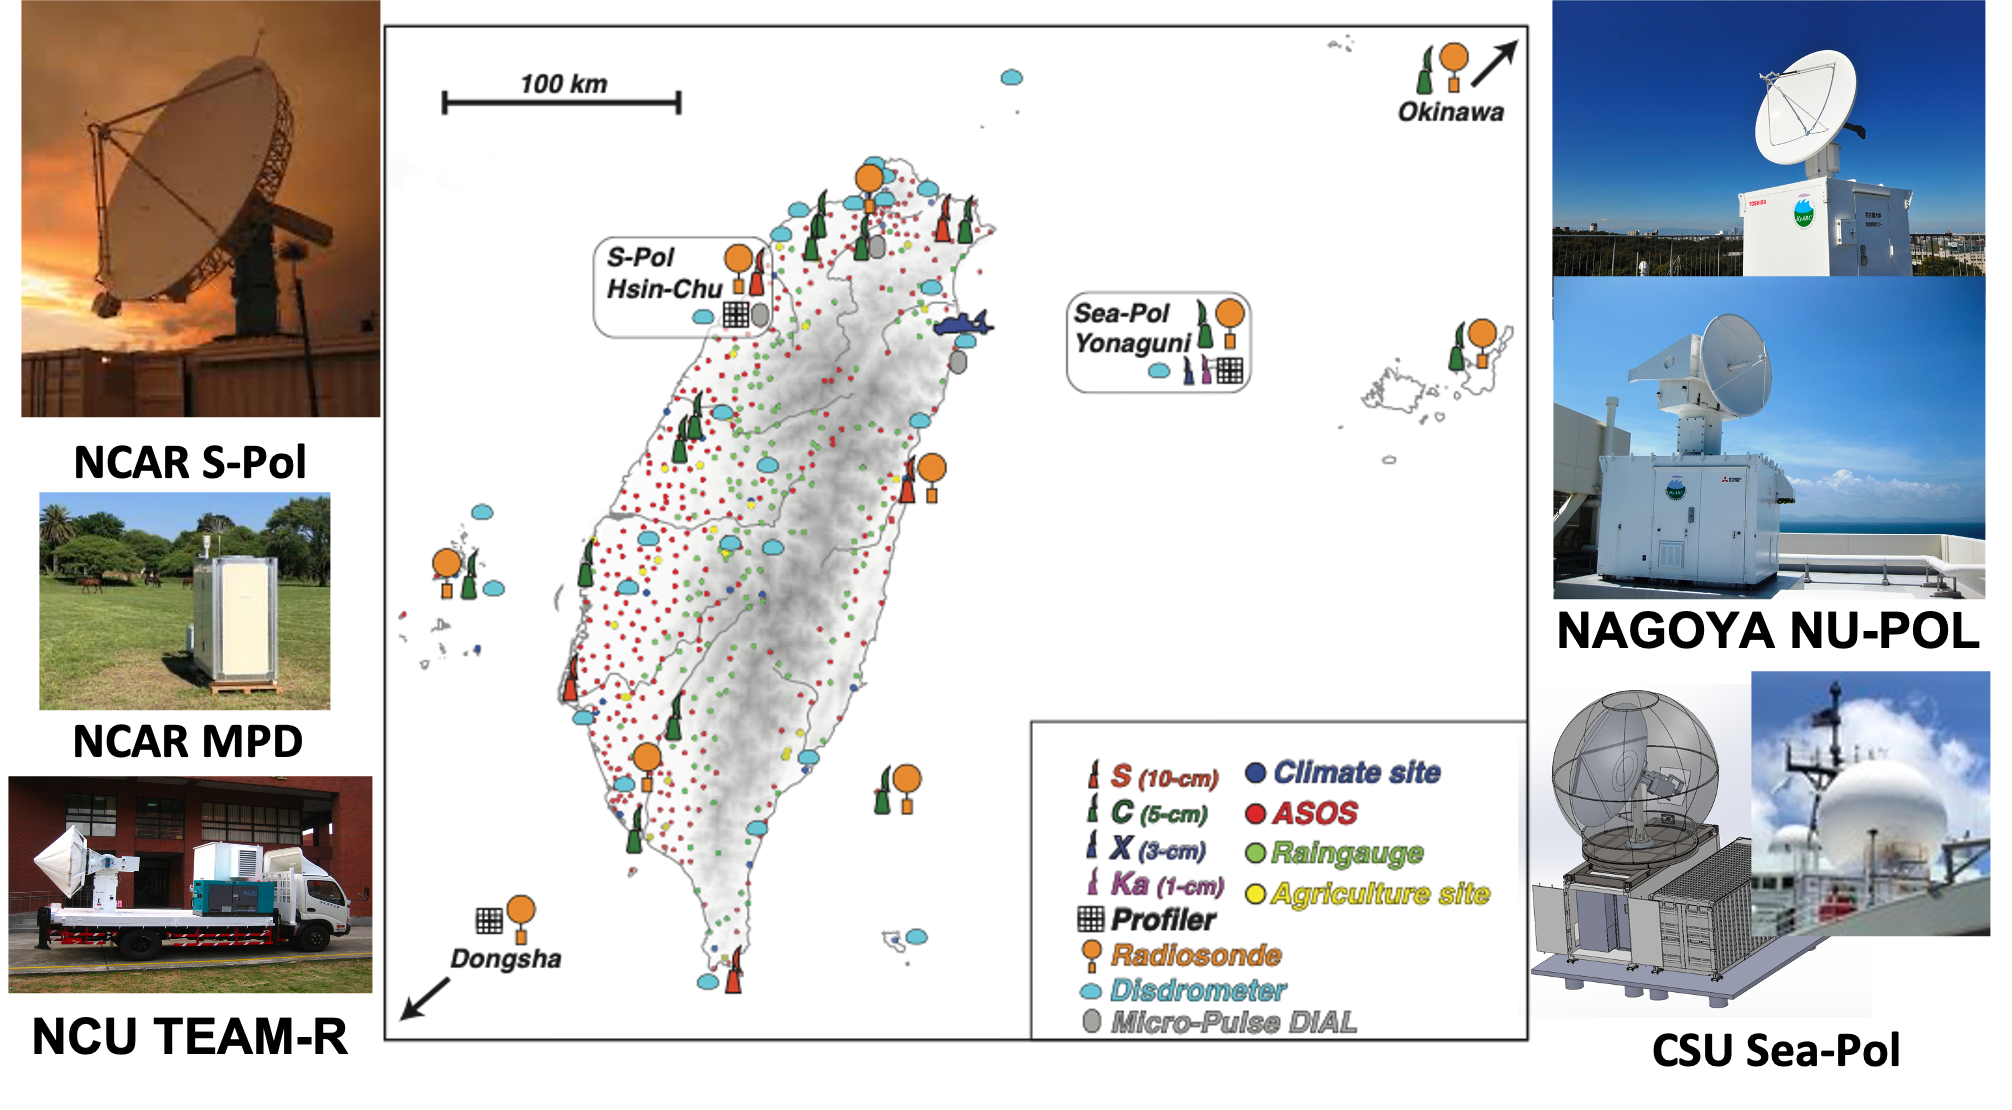 NCAR S-Pol
NCAR MPD
NCU TEAM-R
100 km
Okinawa
S-Pol
Hsin-Chu
Sea-Pol
Yonaguni
Dongsha
S (10-cm)
C (5-cm)
X (3-cm)
Ka (1-cm)
Profiler
Radiosonde
Disdrometer
Micro-Pulse DIAL
Climate site
ASOS
Raingauge
Agriculture site
TOSHIBA
NAGOYA NU-POL
CSU Sea-Pol